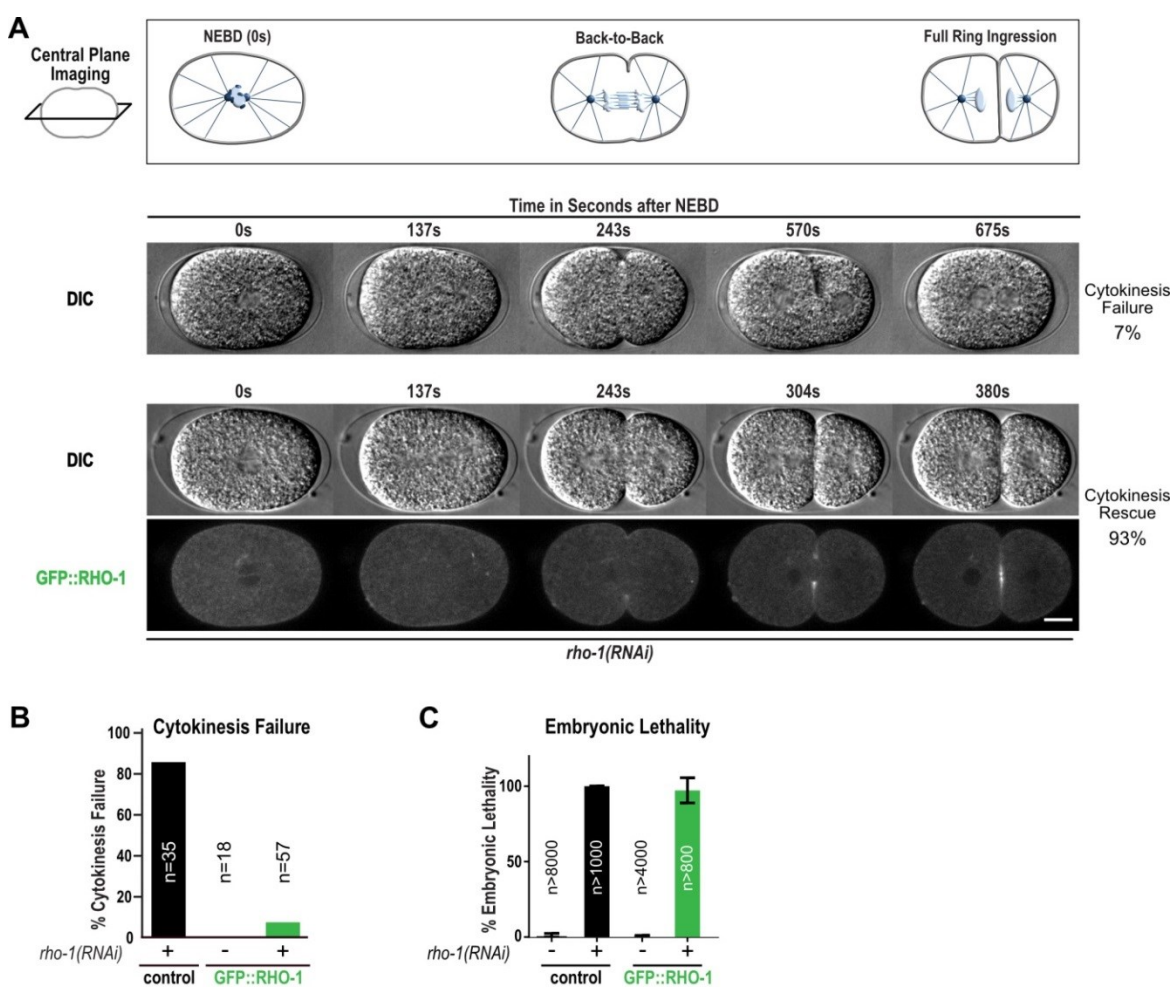 A
Central Plane
Imaging
NEBD (0s)
Back-to-Back
Full Ring Ingression
Time in Seconds after NEBD
0s 137s 243s 570s 675s
DIC
Cytokinesis
Failure
7%
0s 137s 243s 304s 380s
DIC
Cytokinesis
Rescue
93%
GFP::RHO-1
rho-1(RNAi)
B
Cytokinesis Failure
% Cytokinesis Failure
100
80
60
40
20
0
n=35
n=18
n=57
rho-1(RNAi) + - +
control GFP::RHO-1
C
Embryonic Lethality
% Embryonic Lethality
100
50
0
n>8000
n>1000
n>4000
n>800
rho-1(RNAi) - + - +
control GFP::RHO-1